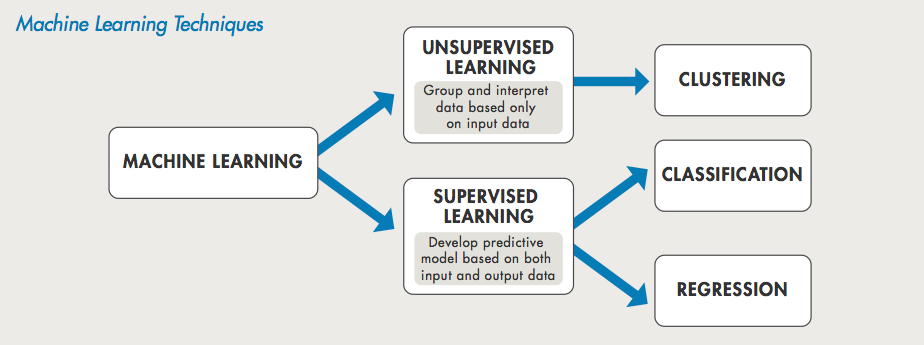 Machine Learning Techniques
MACHINE LEARNING
UNSUPERVISED
LEARNING
Group and interpret
data based only
on input data
CLUSTERING
SUPERVISED
LEARNING
Develop predictive
model based on both
input and output data
CLASSIFICATION
REGRESSION